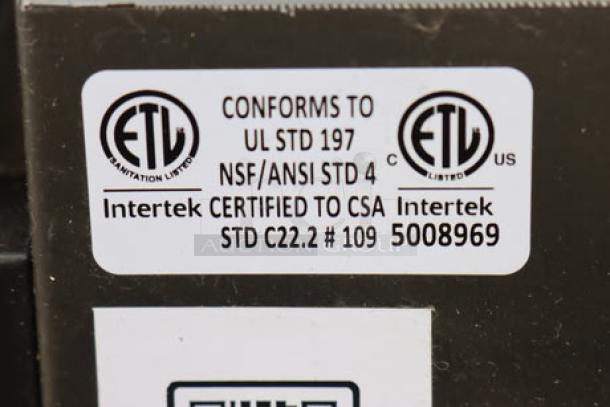 ETL
SANITATION LISTED
Intertek
CONFORMS TO
UL STD 197
NSF/ANSI STD 4
CERTIFIED TO CSA
STD C22.2 # 109
C ETL US
LISTED
Intertek
5008969